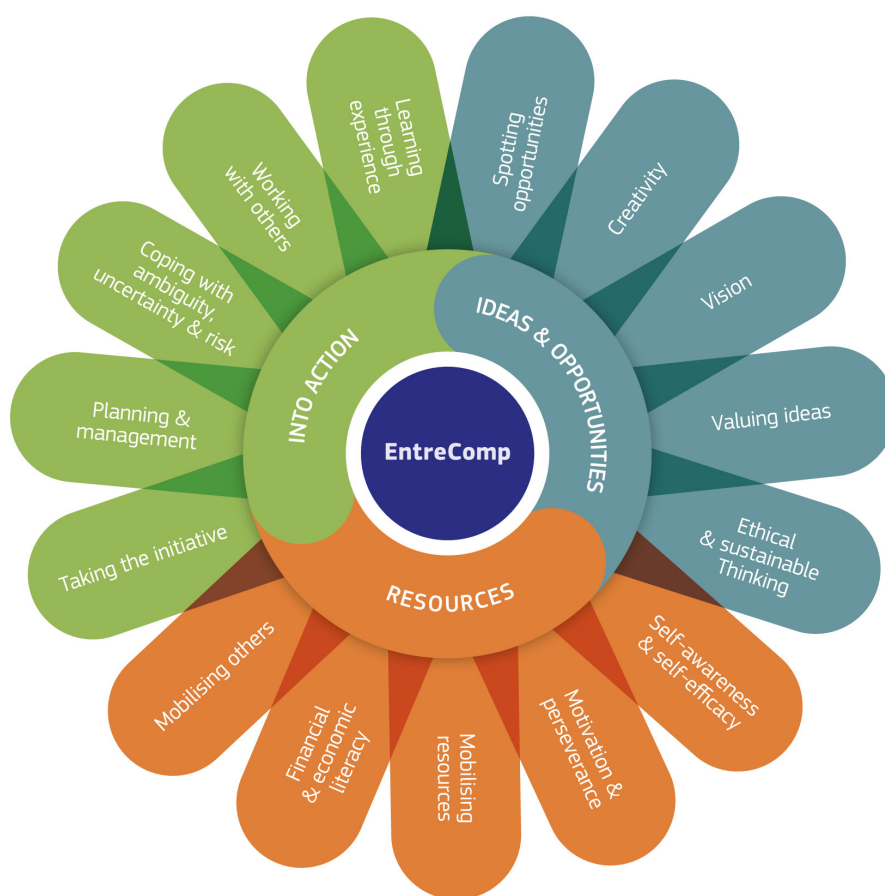 EntreComp
IDEAS & OPPORTUNITIES
Spotting
opportunities
Creativity
Vision
Valuing ideas
Ethical
& sustainable
Thinking
RESOURCES
Self-awareness
& self-efficacy
Motivation &
perseverance
Mobilising
resources
Financial
& economic
literacy
Mobilising others
INTO ACTION
Taking the initiative
Planning &
management
Coping with
ambiguity,
uncertainty & risk
Working
with others
Learning
through
experience